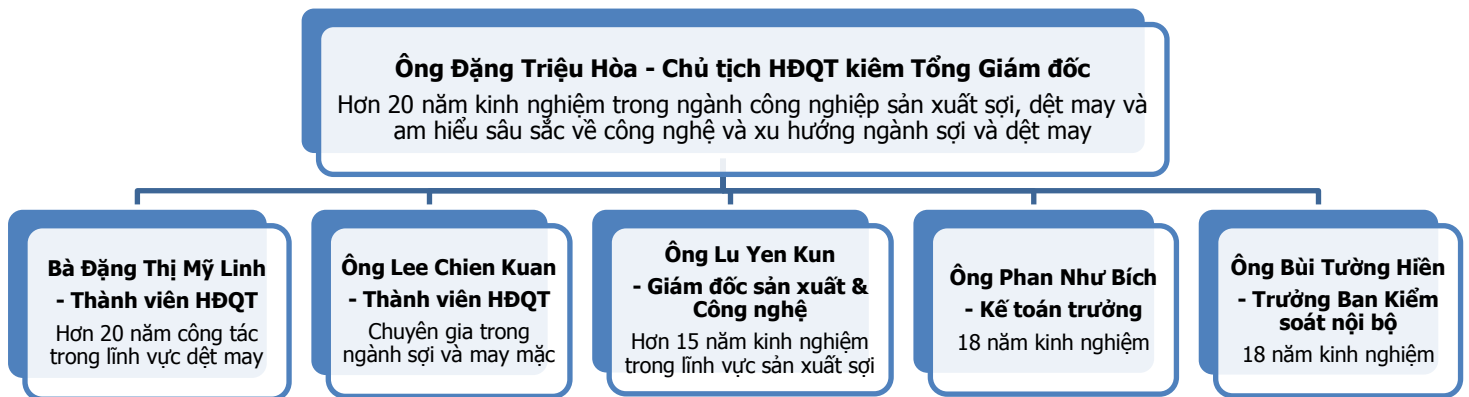 Ông Đặng Triệu Hòa - Chủ tịch HĐQT kiêm Tổng Giám đốc
Hơn 20 năm kinh nghiệm trong ngành công nghiệp sản xuất sợi, dệt may và
am hiểu sâu sắc về công nghệ và xu hướng ngành sợi và dệt may
Bà Đặng Thị Mỹ Linh
- Thành viên HĐQT
Hơn 20 năm công tác
trong lĩnh vực dệt may
Ông Lee Chien Kuan
- Thành viên HĐQT
Chuyên gia trong
ngành sợi và may mặc
Ông Lu Yen Kun
- Giám đốc sản xuất &
Công nghệ
Hơn 15 năm kinh nghiệm
trong lĩnh vực sản xuất sợi
Ông Phan Như Bích
- Kế toán trưởng
18 năm kinh nghiệm
Ông Bùi Tường Hiền
- Trưởng Ban Kiểm
soát nội bộ
18 năm kinh nghiệm